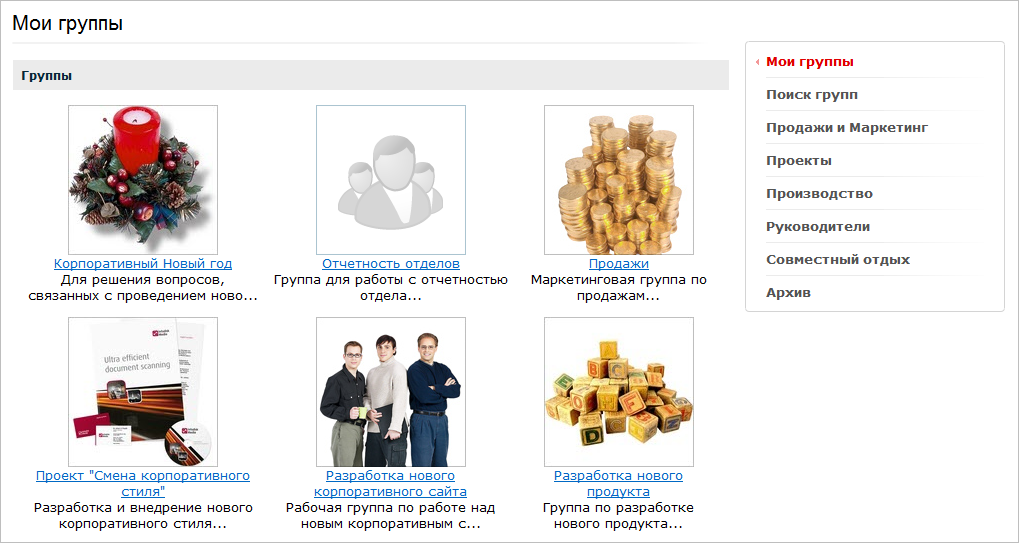 Мои группы
Группы
Корпоративный Новый год
Для решения вопросов,
связанных с проведением ново...
Отчетность отделов
Группа для работы с отчетностью
отдела...
Продажи
Маркетинговая группа по
продажам...
Ultra efficient
document scanning
Проект "Смена корпоративного
стиля"
Разработка и внедрение нового
корпоративного стиля...
Разработка нового
корпоративного сайта
Рабочая группа по работе над
новым корпоративным с...
Разработка нового
продукта
Группа по разработке
нового продукта...
Мои группы
Поиск групп
Продажи и Маркетинг
Проекты
Производство
Руководители
Совместный отдых
Архив